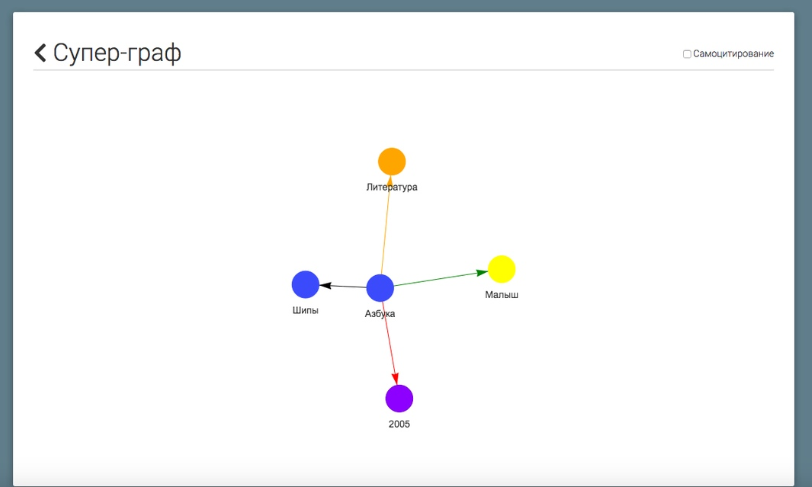 Супер-граф
Самоцитирование
Литература
Малыш
Шипы
Азбука
2005